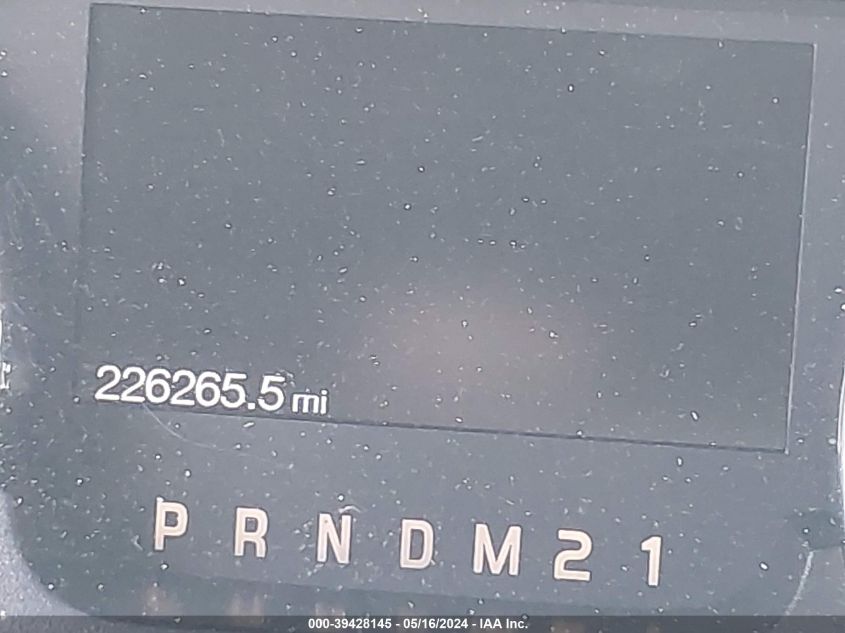 226265.5 mi
P R N D M 2 1
000-39428145 - 05/16/2024 - IAA Inc.